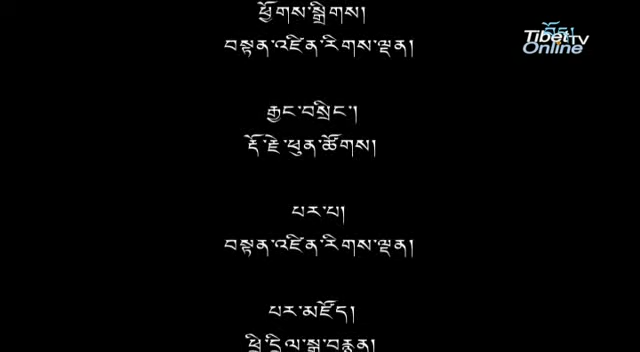 ཕྱོགས་སྒྲིགས།
བསྟན་འཛིན་རིགས་ལྡན།
རྒྱང་བསྲིང་།
རྡོ་རྗེ་ཕུན་ཚོགས།
པར་པ།
བསྟན་འཛིན་རིགས་ལྡན།
པར་མཛོད།
ཕྱི་དྲིལ་སྒྲ་བརྙན།
Tibet TV
Online